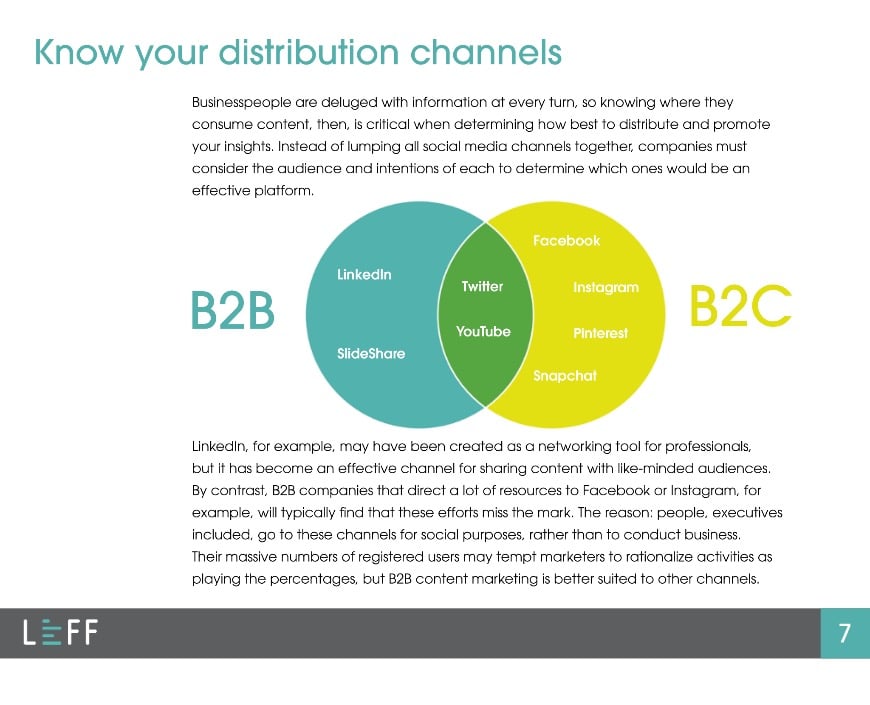 Know your distribution channels
Businesspeople are deluged with information at every turn, so knowing where they
consume content, then, is critical when determining how best to distribute and promote
your insights. Instead of lumping all social media channels together, companies must
consider the audience and intentions of each to determine which ones would be an
effective platform.
B2B
LinkedIn
SlideShare
Twitter
YouTube
Facebook
Instagram
Pinterest
Snapchat
B2C
LinkedIn, for example, may have been created as a networking tool for professionals,
but it has become an effective channel for sharing content with like-minded audiences.
By contrast, B2B companies that direct a lot of resources to Facebook or Instagram, for
example, will typically find that these efforts miss the mark. The reason: people, executives
included, go to these channels for social purposes, rather than to conduct business.
Their massive numbers of registered users may tempt marketers to rationalize activities as
playing the percentages, but B2B content marketing is better suited to other channels.
LEFF
7